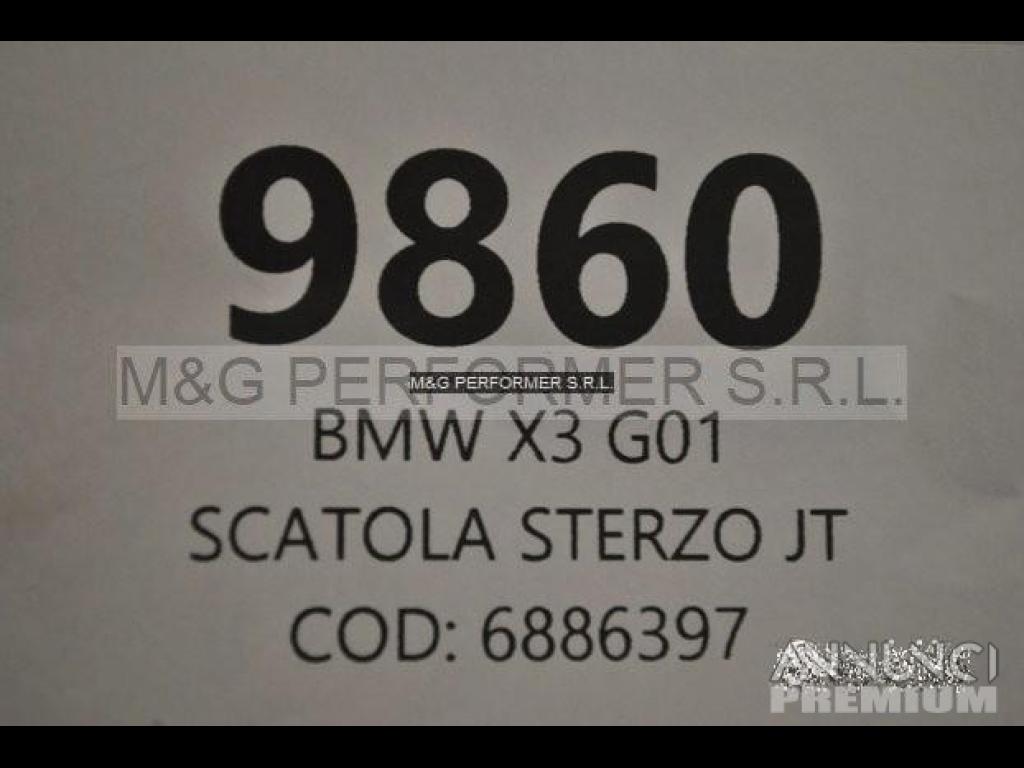 9860
M&G PERFORMER S.R.L.
M&G PERFORMER S.R.L.
BMW X3 G01
SCATOLA STERZO JT
COD: 6886397
ANNUNCI
PREMIUM